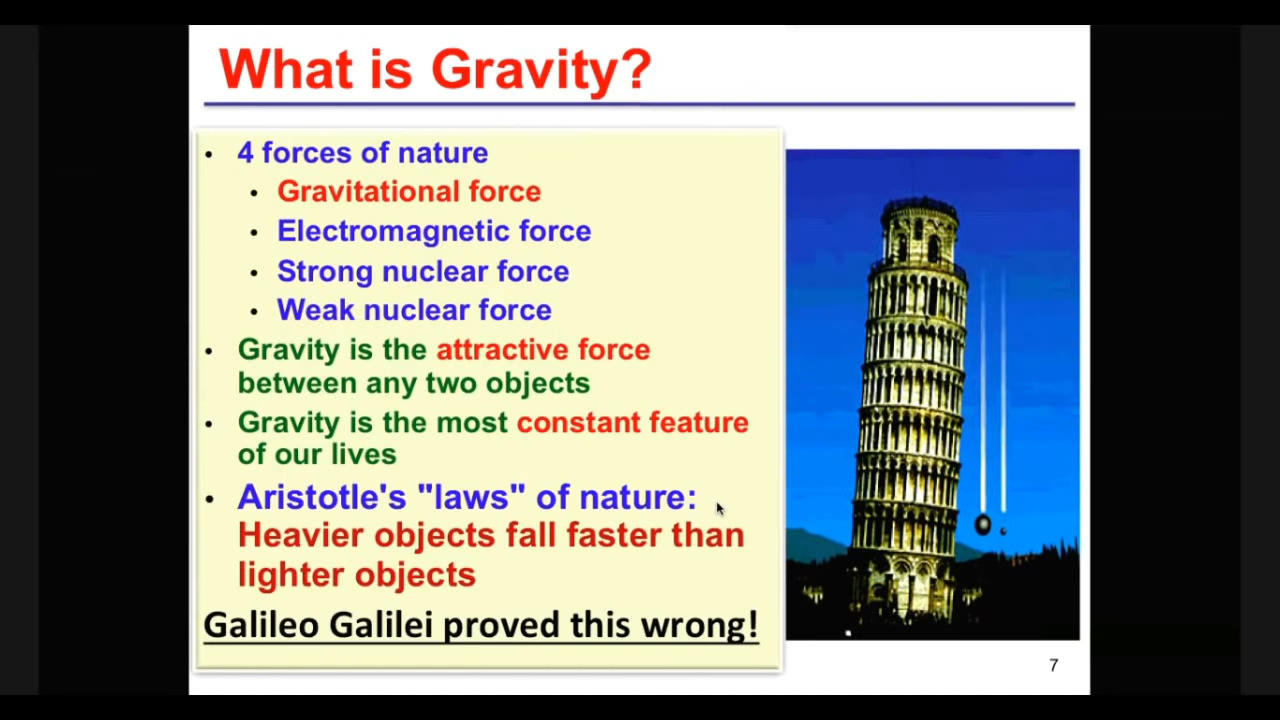 What is Gravity?
• 4 forces of nature
• Gravitational force
• Electromagnetic force
• Strong nuclear force
• Weak nuclear force
• Gravity is the attractive force
between any two objects
• Gravity is the most constant feature
of our lives
• Aristotle's "laws" of nature:
Heavier objects fall faster than
lighter objects
Galileo Galilei proved this wrong!
7